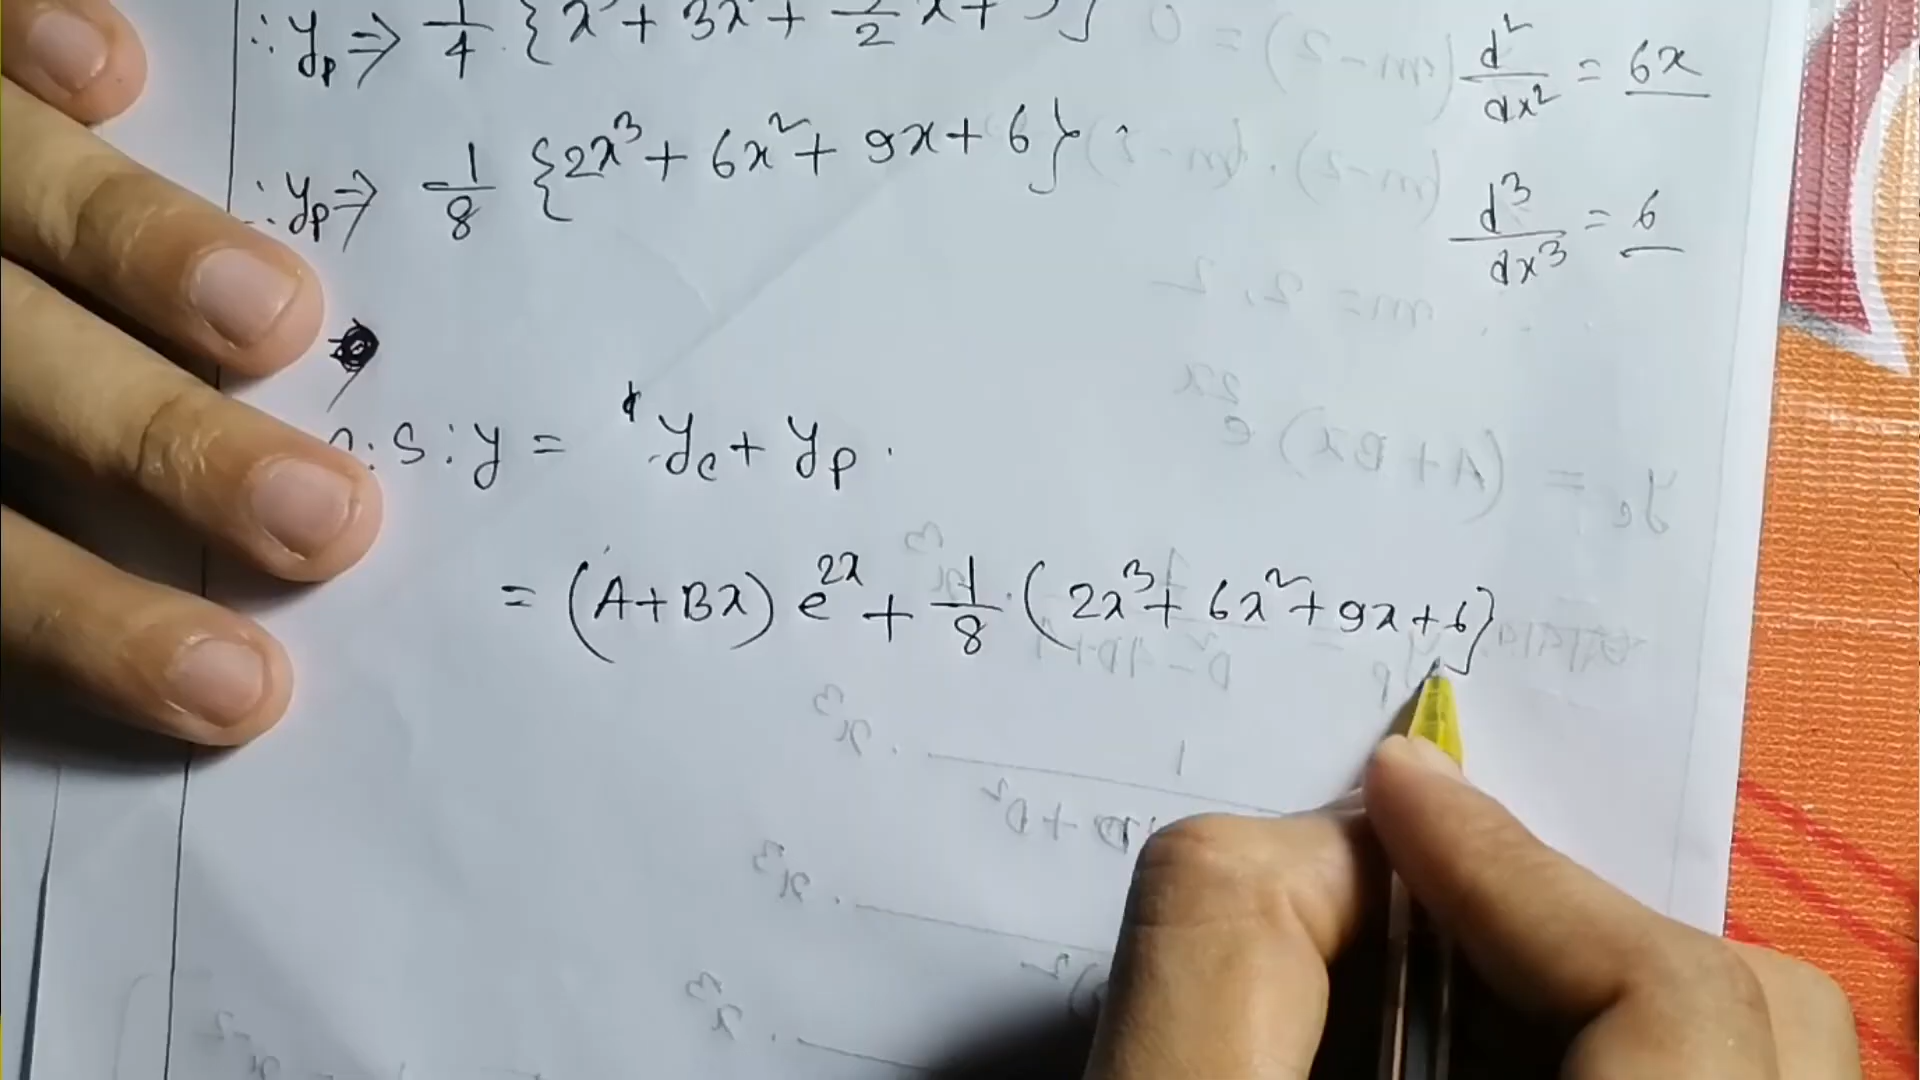 ∴ yp ⇒ 1/4 {x³ + 3x² + 9/2 x + 3}
d²/dx² = 6x
∴ yp ⇒ 1/8 {2x³ + 6x² + 9x + 6}
d³/dx³ = 6
S : y = yc + yp .
= (A+Bx) e^2x + 1/8 (2x³ + 6x² + 9x + 6}